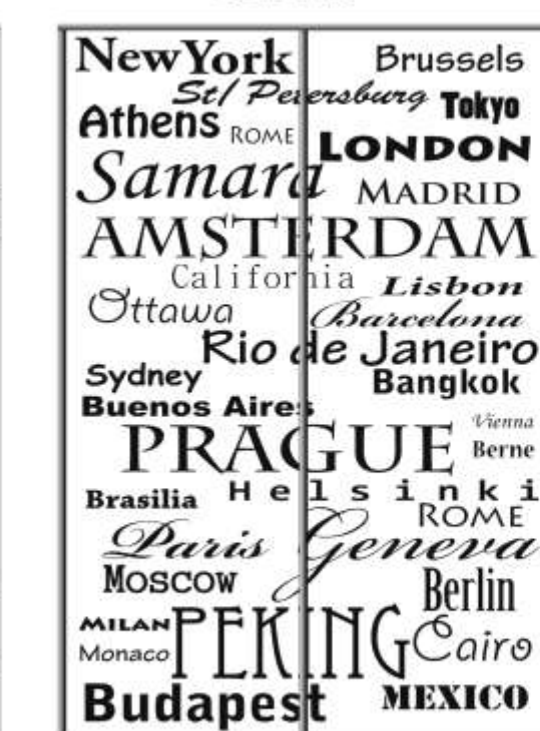 NewYork Brussels
St/ Petersburg Tokyo
Athens ROME LONDON
Samara MADRID
AMSTERDAM
California Lisbon
Ottawa Barcelona
Rio de Janeiro
Sydney Bangkok
Buenos Aires Vienna
PRAGUE Berne
Brasilia Helsinki
ROME
Paris Geneva
Moscow Berlin
MILAN PEKING Cairo
Monaco
Budapest MEXICO